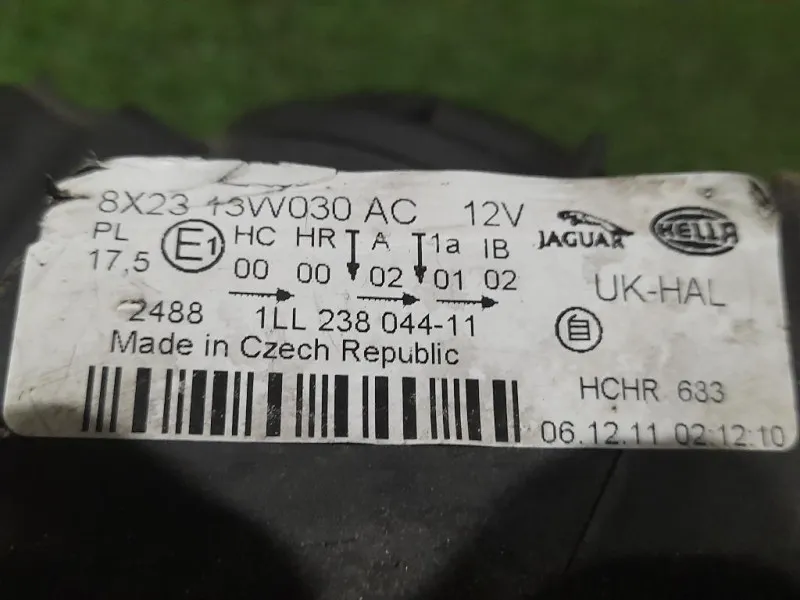 8X23 13W030 AC 12V JAGUAR HELLA
PL E1 HC HR A 1a IB
17,5 00 00 02 01 02 UK-HAL
2488 1LL 238 044-11
Made in Czech Republic
HCHR 633
06.12.11 02:12:10